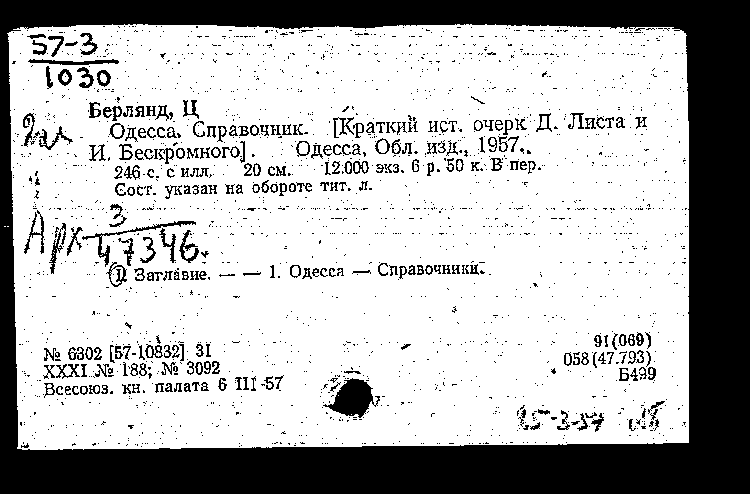 57-3
1030
Берлянд, Ц
Одесса. Справочник. [Краткий ист. очерк Д. Листа и
И. Бескромного]. Одесса, Обл. изд., 1957.
246 с. с илл. 20 см. 12.000 экз. 6 р. 50 к. В пер.
Сост. указан на обороте тит. л.
Арх 3
47346.
1 Заглавие. — — 1. Одесса — Справочники.
№ 6302 [57-10832] 31
XXXI № 188; № 3092
Всесоюз. кн. палата 6 III 57
91(069)
058(47.793)
Б499
25-3-57